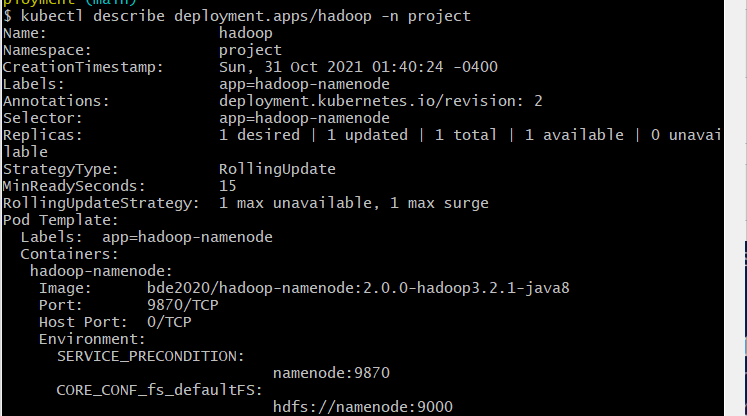 ployment (main)
$ kubectl describe deployment.apps/hadoop -n project
Name:                   hadoop
Namespace:              project
CreationTimestamp:      Sun, 31 Oct 2021 01:40:24 -0400
Labels:                 app=hadoop-namenode
Annotations:            deployment.kubernetes.io/revision: 2
Selector:               app=hadoop-namenode
Replicas:               1 desired | 1 updated | 1 total | 1 available | 0 unavai
lable
StrategyType:           RollingUpdate
MinReadySeconds:        15
RollingUpdateStrategy:  1 max unavailable, 1 max surge
Pod Template:
  Labels:  app=hadoop-namenode
  Containers:
   hadoop-namenode:
    Image:      bde2020/hadoop-namenode:2.0.0-hadoop3.2.1-java8
    Port:       9870/TCP
    Host Port:  0/TCP
    Environment:
      SERVICE_PRECONDITION:
                              namenode:9870
      CORE_CONF_fs_defaultFS:
                              hdfs://namenode:9000